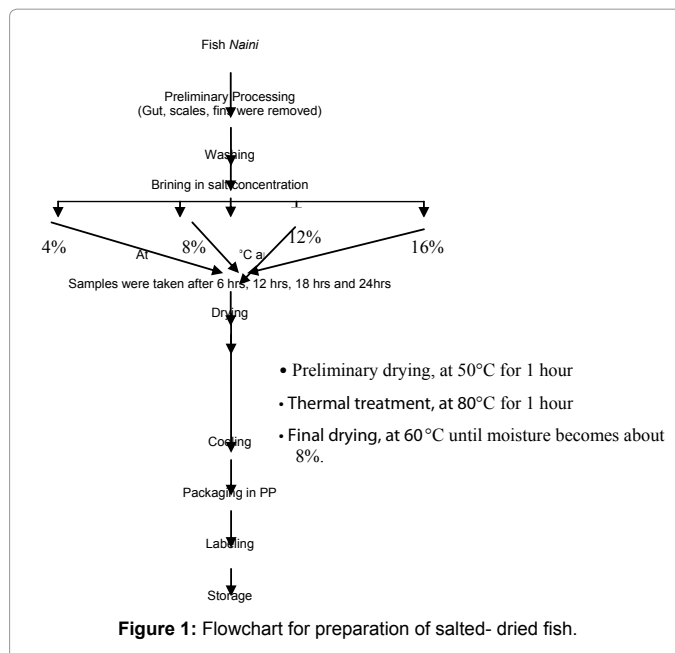 Fish Naini
Preliminary Processing
(Gut, scales, fins were removed)
Washing
Brining in salt concentration
4%
8%
12%
16%
At
°C a
Samples were taken after 6 hrs, 12 hrs, 18 hrs and 24hrs
Drying
• Preliminary drying, at 50°C for 1 hour
• Thermal treatment, at 80°C for 1 hour
• Final drying, at 60°C until moisture becomes about
8%.
Cooling
Packaging in PP
Labeling
Storage
Figure 1: Flowchart for preparation of salted- dried fish.